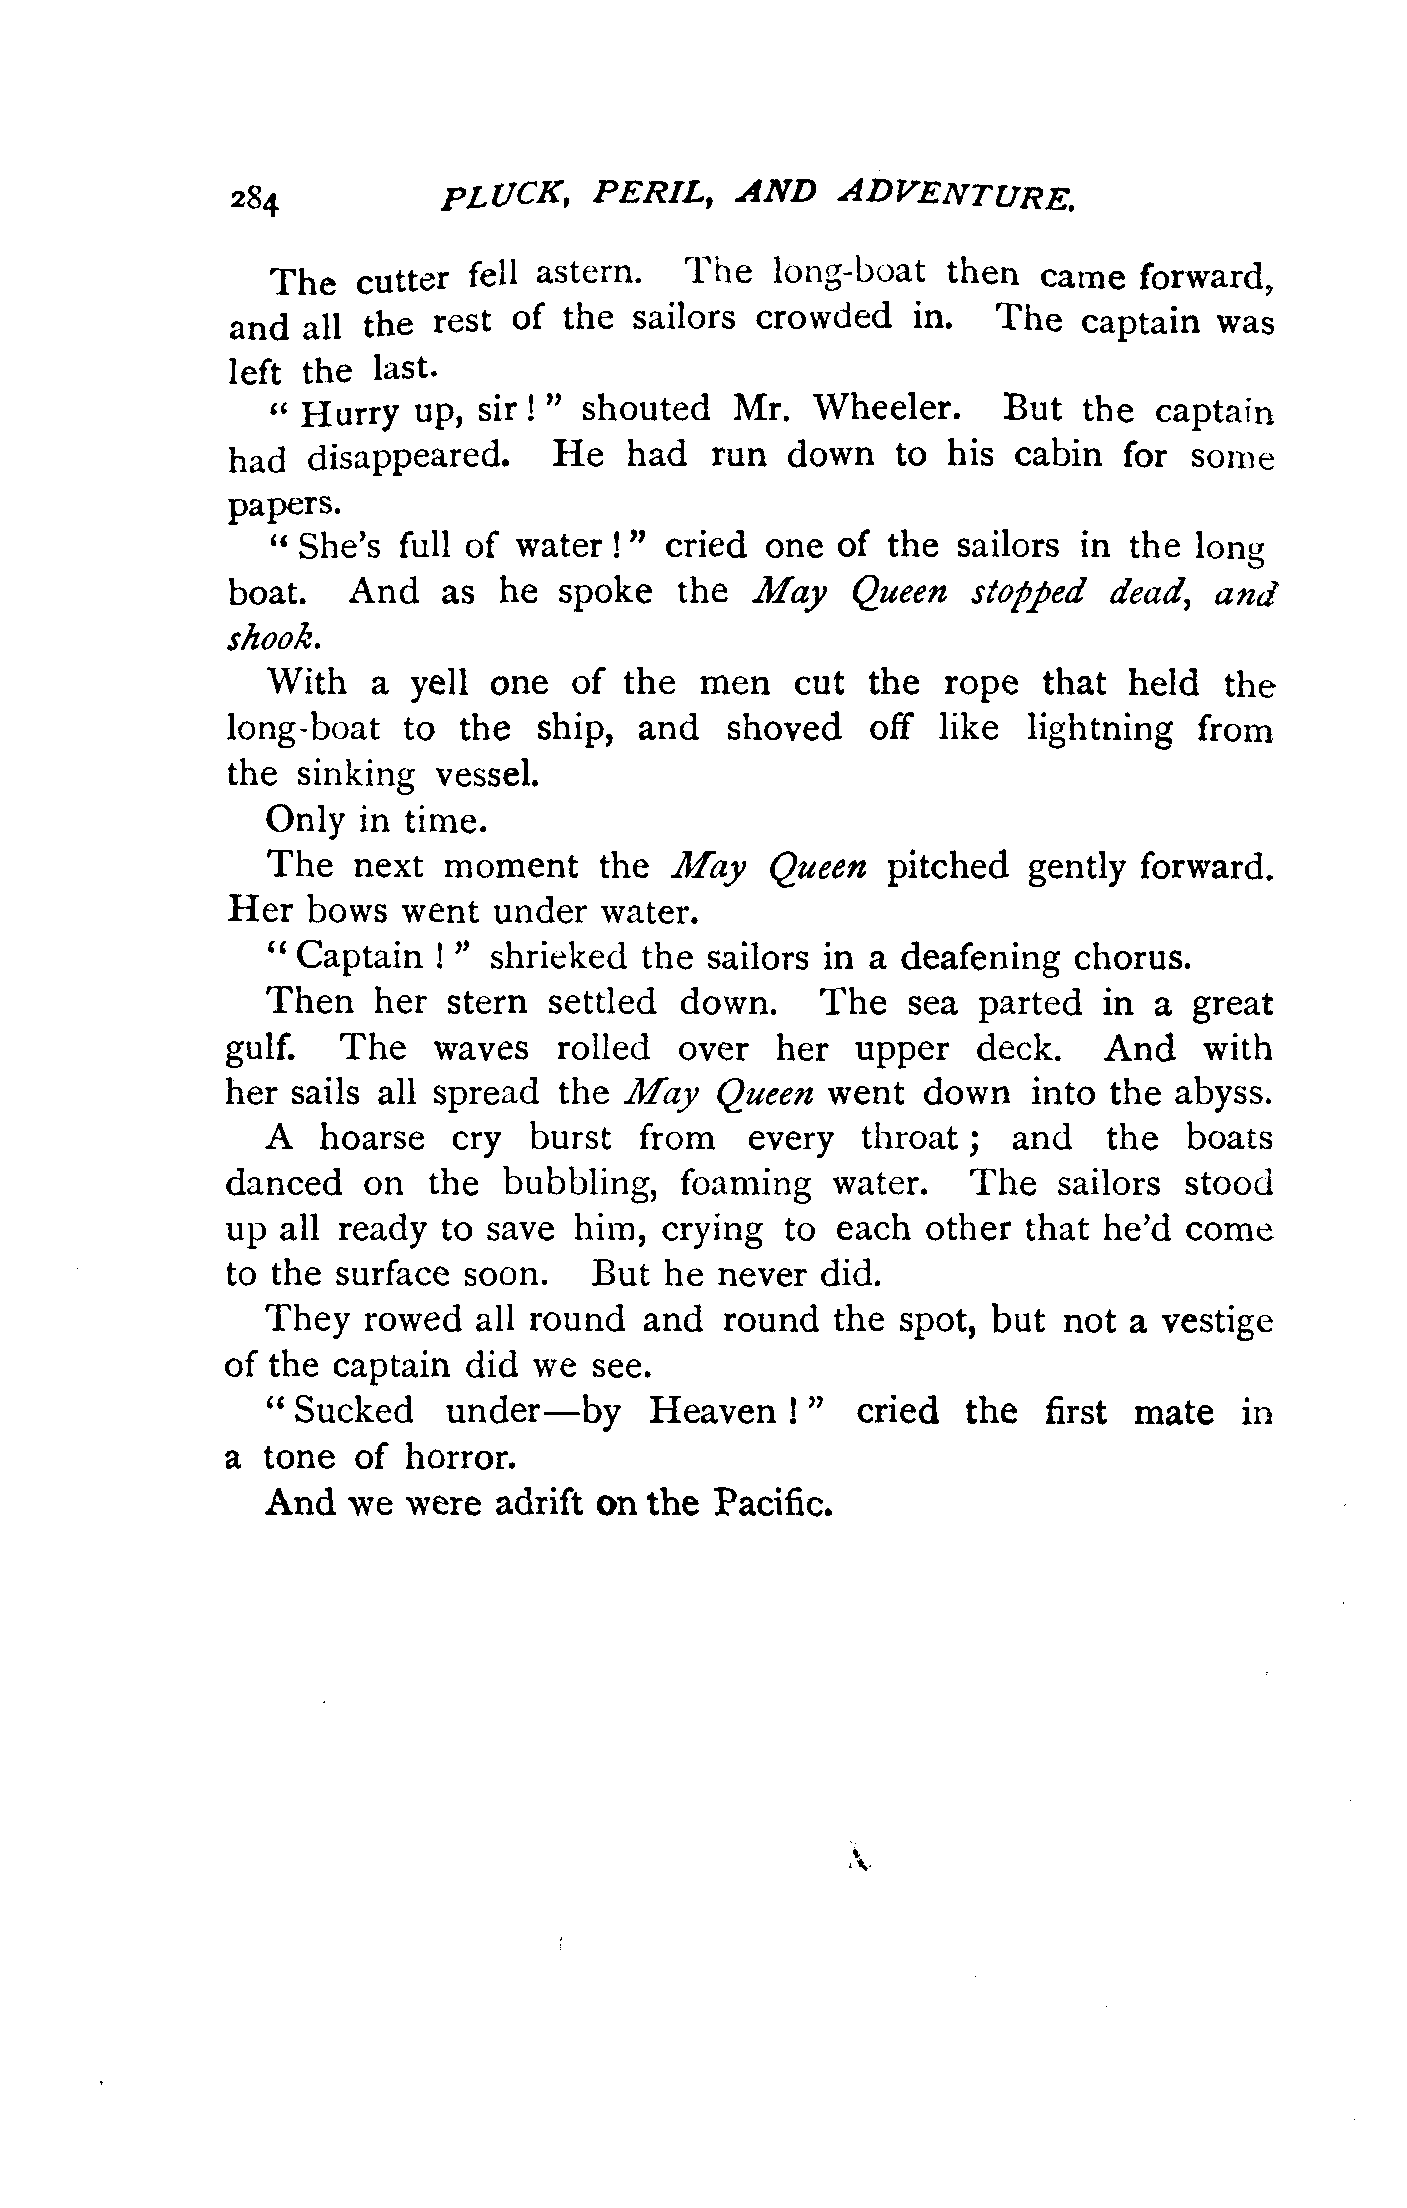 284 PLUCK, PERIL, AND ADVENTURE.
The cutter fell astern. The long-boat then came forward,
and all the rest of the sailors crowded in. The captain was
left the last.
“ Hurry up, sir ! ” shouted Mr. Wheeler. But the captain
had disappeared. He had run down to his cabin for some
papers.
“ She’s full of water ! ” cried one of the sailors in the long
boat. And as he spoke the May Queen stopped dead, and
shook.
With a yell one of the men cut the rope that held the
long-boat to the ship, and shoved off like lightning from
the sinking vessel.
Only in time.
The next moment the May Queen pitched gently forward.
Her bows went under water.
“ Captain ! ” shrieked the sailors in a deafening chorus.
Then her stern settled down. The sea parted in a great
gulf. The waves rolled over her upper deck. And with
her sails all spread the May Queen went down into the abyss.
A hoarse cry burst from every throat ; and the boats
danced on the bubbling, foaming water. The sailors stood
up all ready to save him, crying to each other that he’d come
to the surface soon. But he never did.
They rowed all round and round the spot, but not a vestige
of the captain did we see.
“ Sucked under—by Heaven ! ” cried the first mate in
a tone of horror.
And we were adrift on the Pacific.